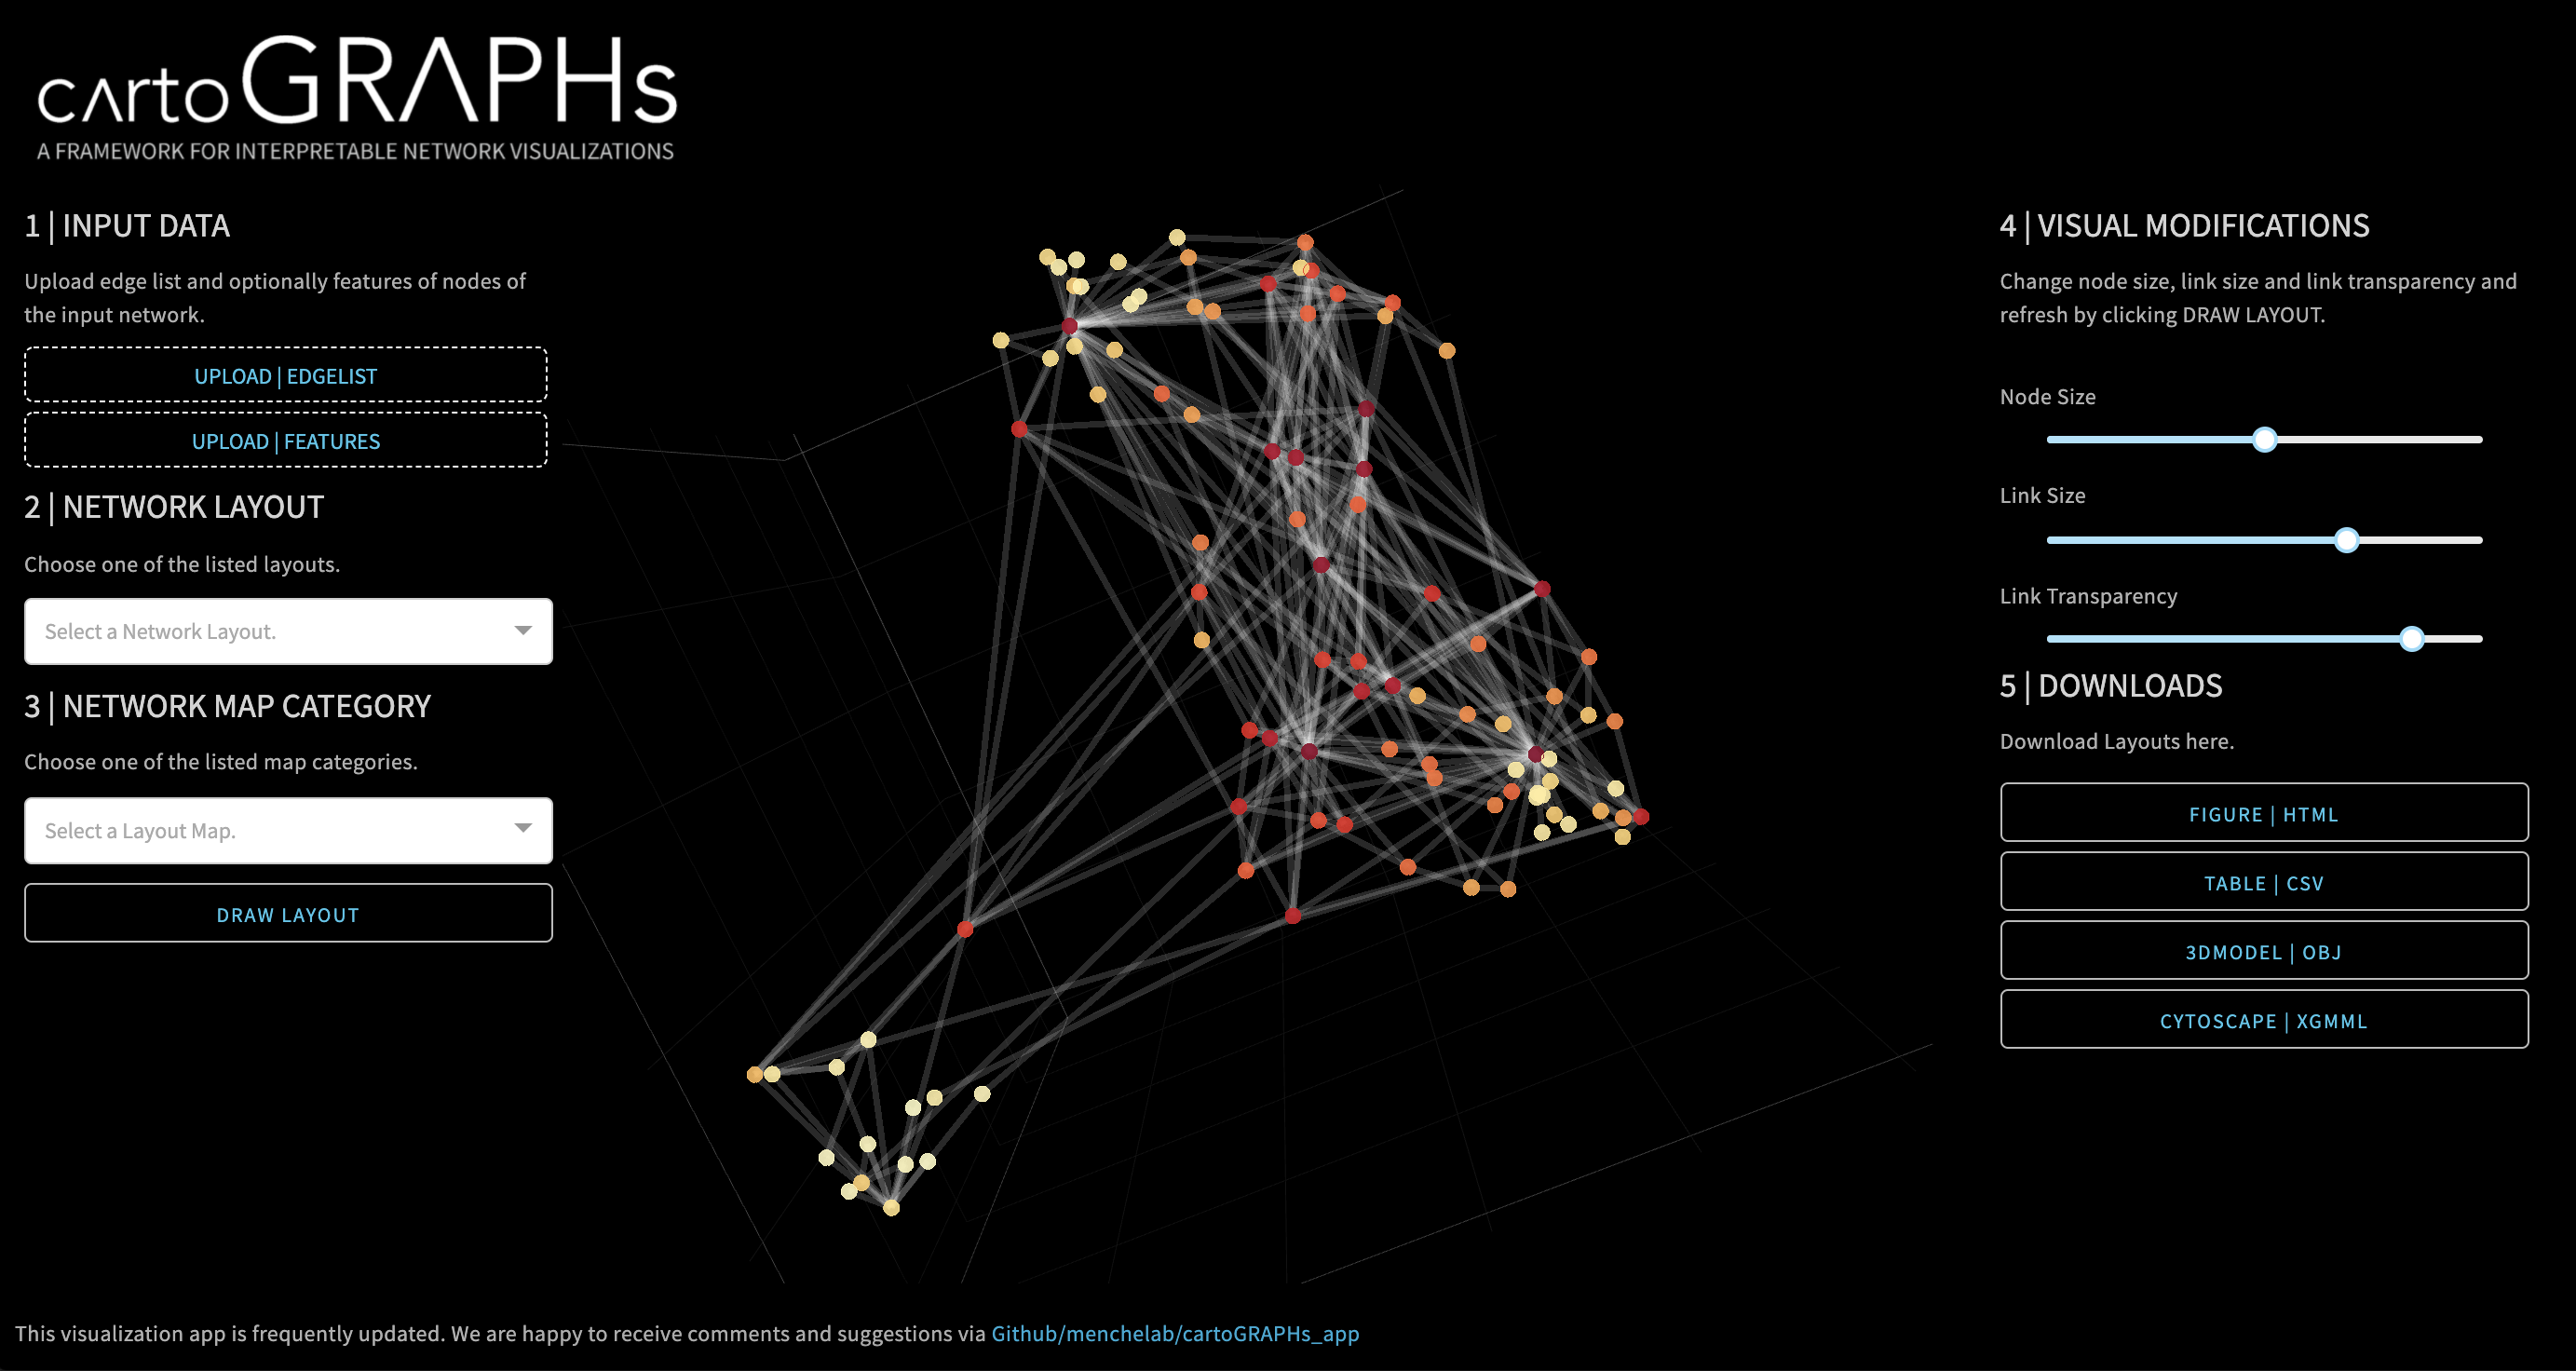 cΛrtoGRΛPHs
A FRAMEWORK FOR INTERPRETABLE NETWORK VISUALIZATIONS
1 | INPUT DATA
Upload edge list and optionally features of nodes of
the input network.
UPLOAD | EDGELIST
UPLOAD | FEATURES
2 | NETWORK LAYOUT
Choose one of the listed layouts.
Select a Network Layout.
3 | NETWORK MAP CATEGORY
Choose one of the listed map categories.
Select a Layout Map.
DRAW LAYOUT
4 | VISUAL MODIFICATIONS
Change node size, link size and link transparency and
refresh by clicking DRAW LAYOUT.
Node Size
Link Size
Link Transparency
5 | DOWNLOADS
Download Layouts here.
FIGURE | HTML
TABLE | CSV
3DMODEL | OBJ
CYTOSCAPE | XGMML
This visualization app is frequently updated. We are happy to receive comments and suggestions via Github/menchelab/cartoGRAPHs_app